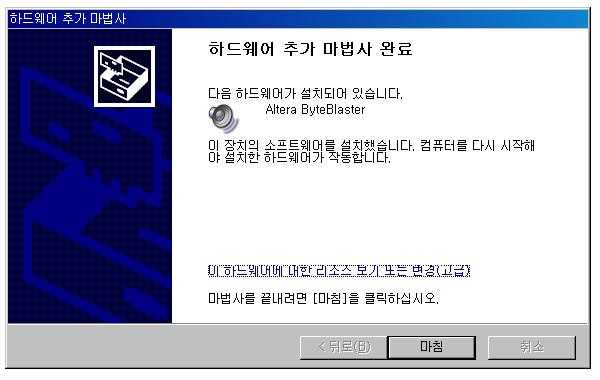 하드웨어 추가 마법사
하드웨어 추가 마법사 완료
다음 하드웨어가 설치되어 있습니다.
Altera ByteBlaster
이 장치의 소프트웨어를 설치했습니다. 컴퓨터를 다시 시작해
야 설치한 하드웨어가 작동합니다.
이 하드웨어에 대한 리소스 보기 또는 변경(고급)
마법사를 끝내려면 [마침]을 클릭하십시오.
< 뒤로(B)
마침
취소